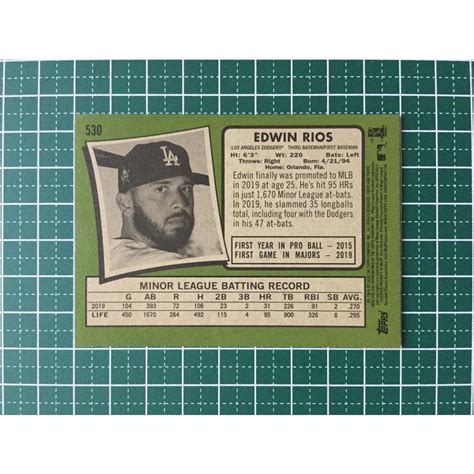 530
LA
EDWIN RIOS
LOS ANGELES DODGERS THIRD BASEMAN/FIRST BASEMAN
Ht: 6'3" Wt: 220 Bats: Left
Throws: Right Born: 4/21/94
Home: Orlando, Fla.
Edwin finally was promoted to MLB
in 2019 at age 25. He's hit 95 HRs
in just 1,670 Minor League at-bats.
In 2019, he slammed 35 longballs
total, including four with the Dodgers
in his 47 at-bats.
FIRST YEAR IN PRO BALL – 2015
FIRST GAME IN MAJORS – 2019
MINOR LEAGUE BATTING RECORD
G AB R H 2B 3B HR TB RBI SB AVG.
2019 104 393 72 106 23 2 31 226 91 2 .270
LIFE 450 1670 264 492 114 3 95 900 326 6 .295
TOPPS